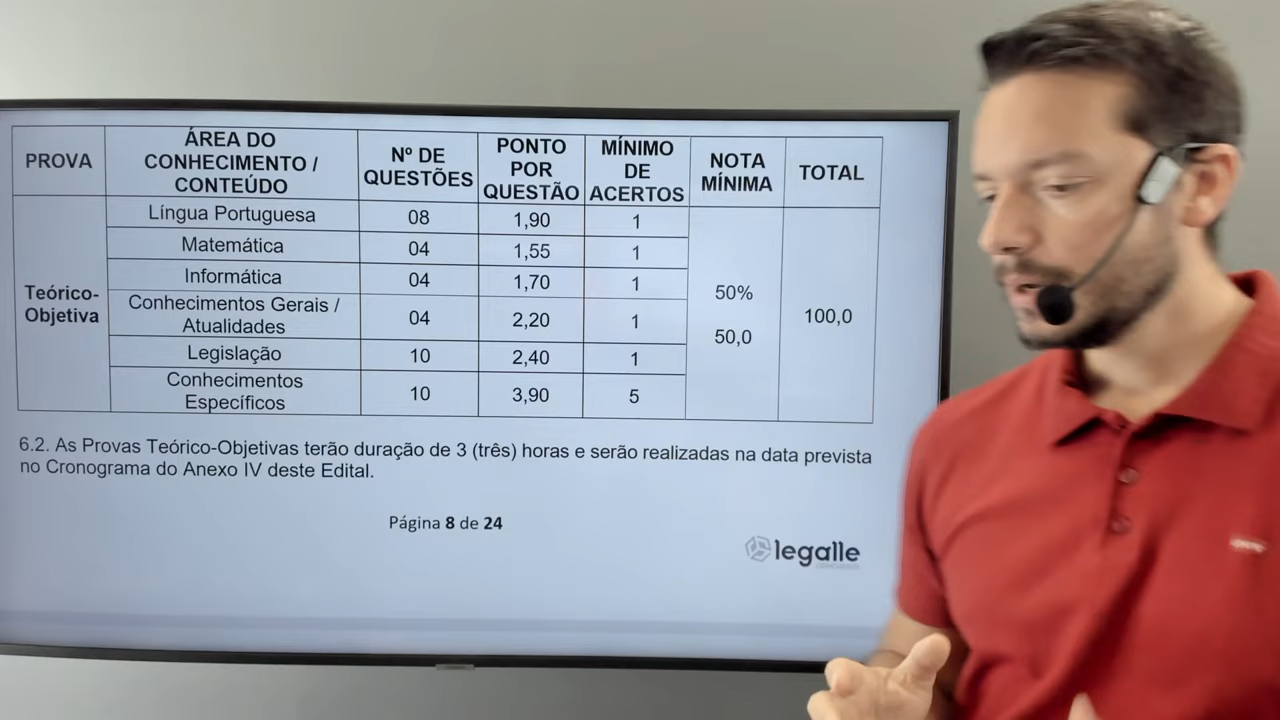 PROVA
ÁREA DO
CONHECIMENTO /
CONTEÚDO
Nº DE
QUESTÕES
PONTO
POR
QUESTÃO
MÍNIMO
DE
ACERTOS
NOTA
MÍNIMA
TOTAL
Teórico-
Objetiva
Língua Portuguesa 08 1,90 1
Matemática 04 1,55 1
Informática 04 1,70 1
Conhecimentos Gerais /
Atualidades 04 2,20 1
Legislação 10 2,40 1
Conhecimentos
Específicos 10 3,90 5
50%
50,0
100,0
6.2. As Provas Teórico-Objetivas terão duração de 3 (três) horas e serão realizadas na data prevista
no Cronograma do Anexo IV deste Edital.
Página 8 de 24
legalle